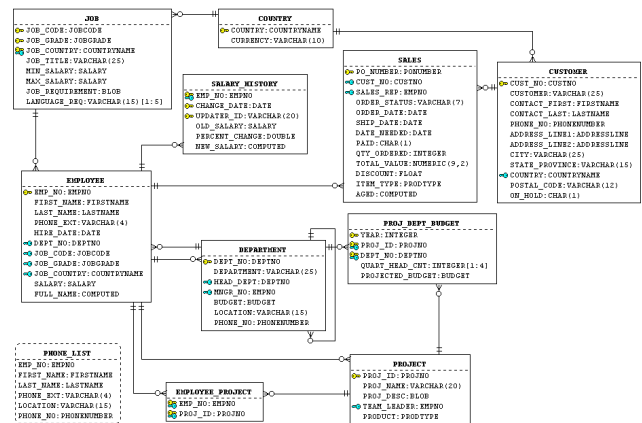 JOB
JOB_CODE:JOBCODE
JOB_GRADE:JOBGRADE
JOB_COUNTRY:COUNTRYNAME
JOB_TITLE:VARCHAR(25)
MIN_SALARY:SALARY
MAX_SALARY:SALARY
JOB_REQUIREMENT:BLOB
LANGUAGE_REQ:VARCHAR(15)[1:5]
COUNTRY
COUNTRY:COUNTRYNAME
CURRENCY:VARCHAR(10)
SALARY_HISTORY
EMP_NO:EMPNO
CHANGE_DATE:DATE
UPDATER_ID:VARCHAR(20)
OLD_SALARY:SALARY
PERCENT_CHANGE:DOUBLE
NEW_SALARY:COMPUTED
SALES
PO_NUMBER:PONUMBER
CUST_NO:CUSTNO
SALES_REP:EMPNO
ORDER_STATUS:VARCHAR(7)
ORDER_DATE:DATE
SHIP_DATE:DATE
DATE_NEEDED:DATE
PAID:CHAR(1)
QTY_ORDERED:INTEGER
TOTAL_VALUE:NUMERIC(9,2)
DISCOUNT:FLOAT
ITEM_TYPE:PRODTYPE
AGED:COMPUTED
CUSTOMER
CUST_NO:CUSTNO
CUSTOMER:VARCHAR(25)
CONTACT_FIRST:FIRSTNAME
CONTACT_LAST:LASTNAME
PHONE_NO:PHONENUMBER
ADDRESS_LINE1:ADDRESSLINE
ADDRESS_LINE2:ADDRESSLINE
CITY:VARCHAR(25)
STATE_PROVINCE:VARCHAR(15)
COUNTRY:COUNTRYNAME
POSTAL_CODE:VARCHAR(12)
ON_HOLD:CHAR(1)
EMPLOYEE
EMP_NO:EMPNO
FIRST_NAME:FIRSTNAME
LAST_NAME:LASTNAME
PHONE_EXT:VARCHAR(4)
HIRE_DATE:DATE
DEPT_NO:DEPTNO
JOB_CODE:JOBCODE
JOB_GRADE:JOBGRADE
JOB_COUNTRY:COUNTRYNAME
SALARY:SALARY
FULL_NAME:COMPUTED
DEPARTMENT
DEPT_NO:DEPTNO
DEPARTMENT:VARCHAR(25)
HEAD_DEPT:DEPTNO
MNGR_NO:EMPNO
BUDGET:BUDGET
LOCATION:VARCHAR(15)
PHONE_NO:PHONENUMBER
PROJ_DEPT_BUDGET
YEAR:INTEGER
PROJ_ID:PROJNO
DEPT_NO:DEPTNO
QUART_HEAD_CNT:INTEGER[1:4]
PROJECTED_BUDGET:BUDGET
PHONE_LIST
EMP_NO:EMPNO
FIRST_NAME:FIRSTNAME
LAST_NAME:LASTNAME
PHONE_EXT:VARCHAR(4)
LOCATION:VARCHAR(15)
PHONE_NO:PHONENUMBER
EMPLOYEE_PROJECT
EMP_NO:EMPNO
PROJ_ID:PROJNO
PROJECT
PROJ_ID:PROJNO
PROJ_NAME:VARCHAR(20)
PROJ_DESC:BLOB
TEAM_LEADER:EMPNO
PRODUCT:PRODTYPE